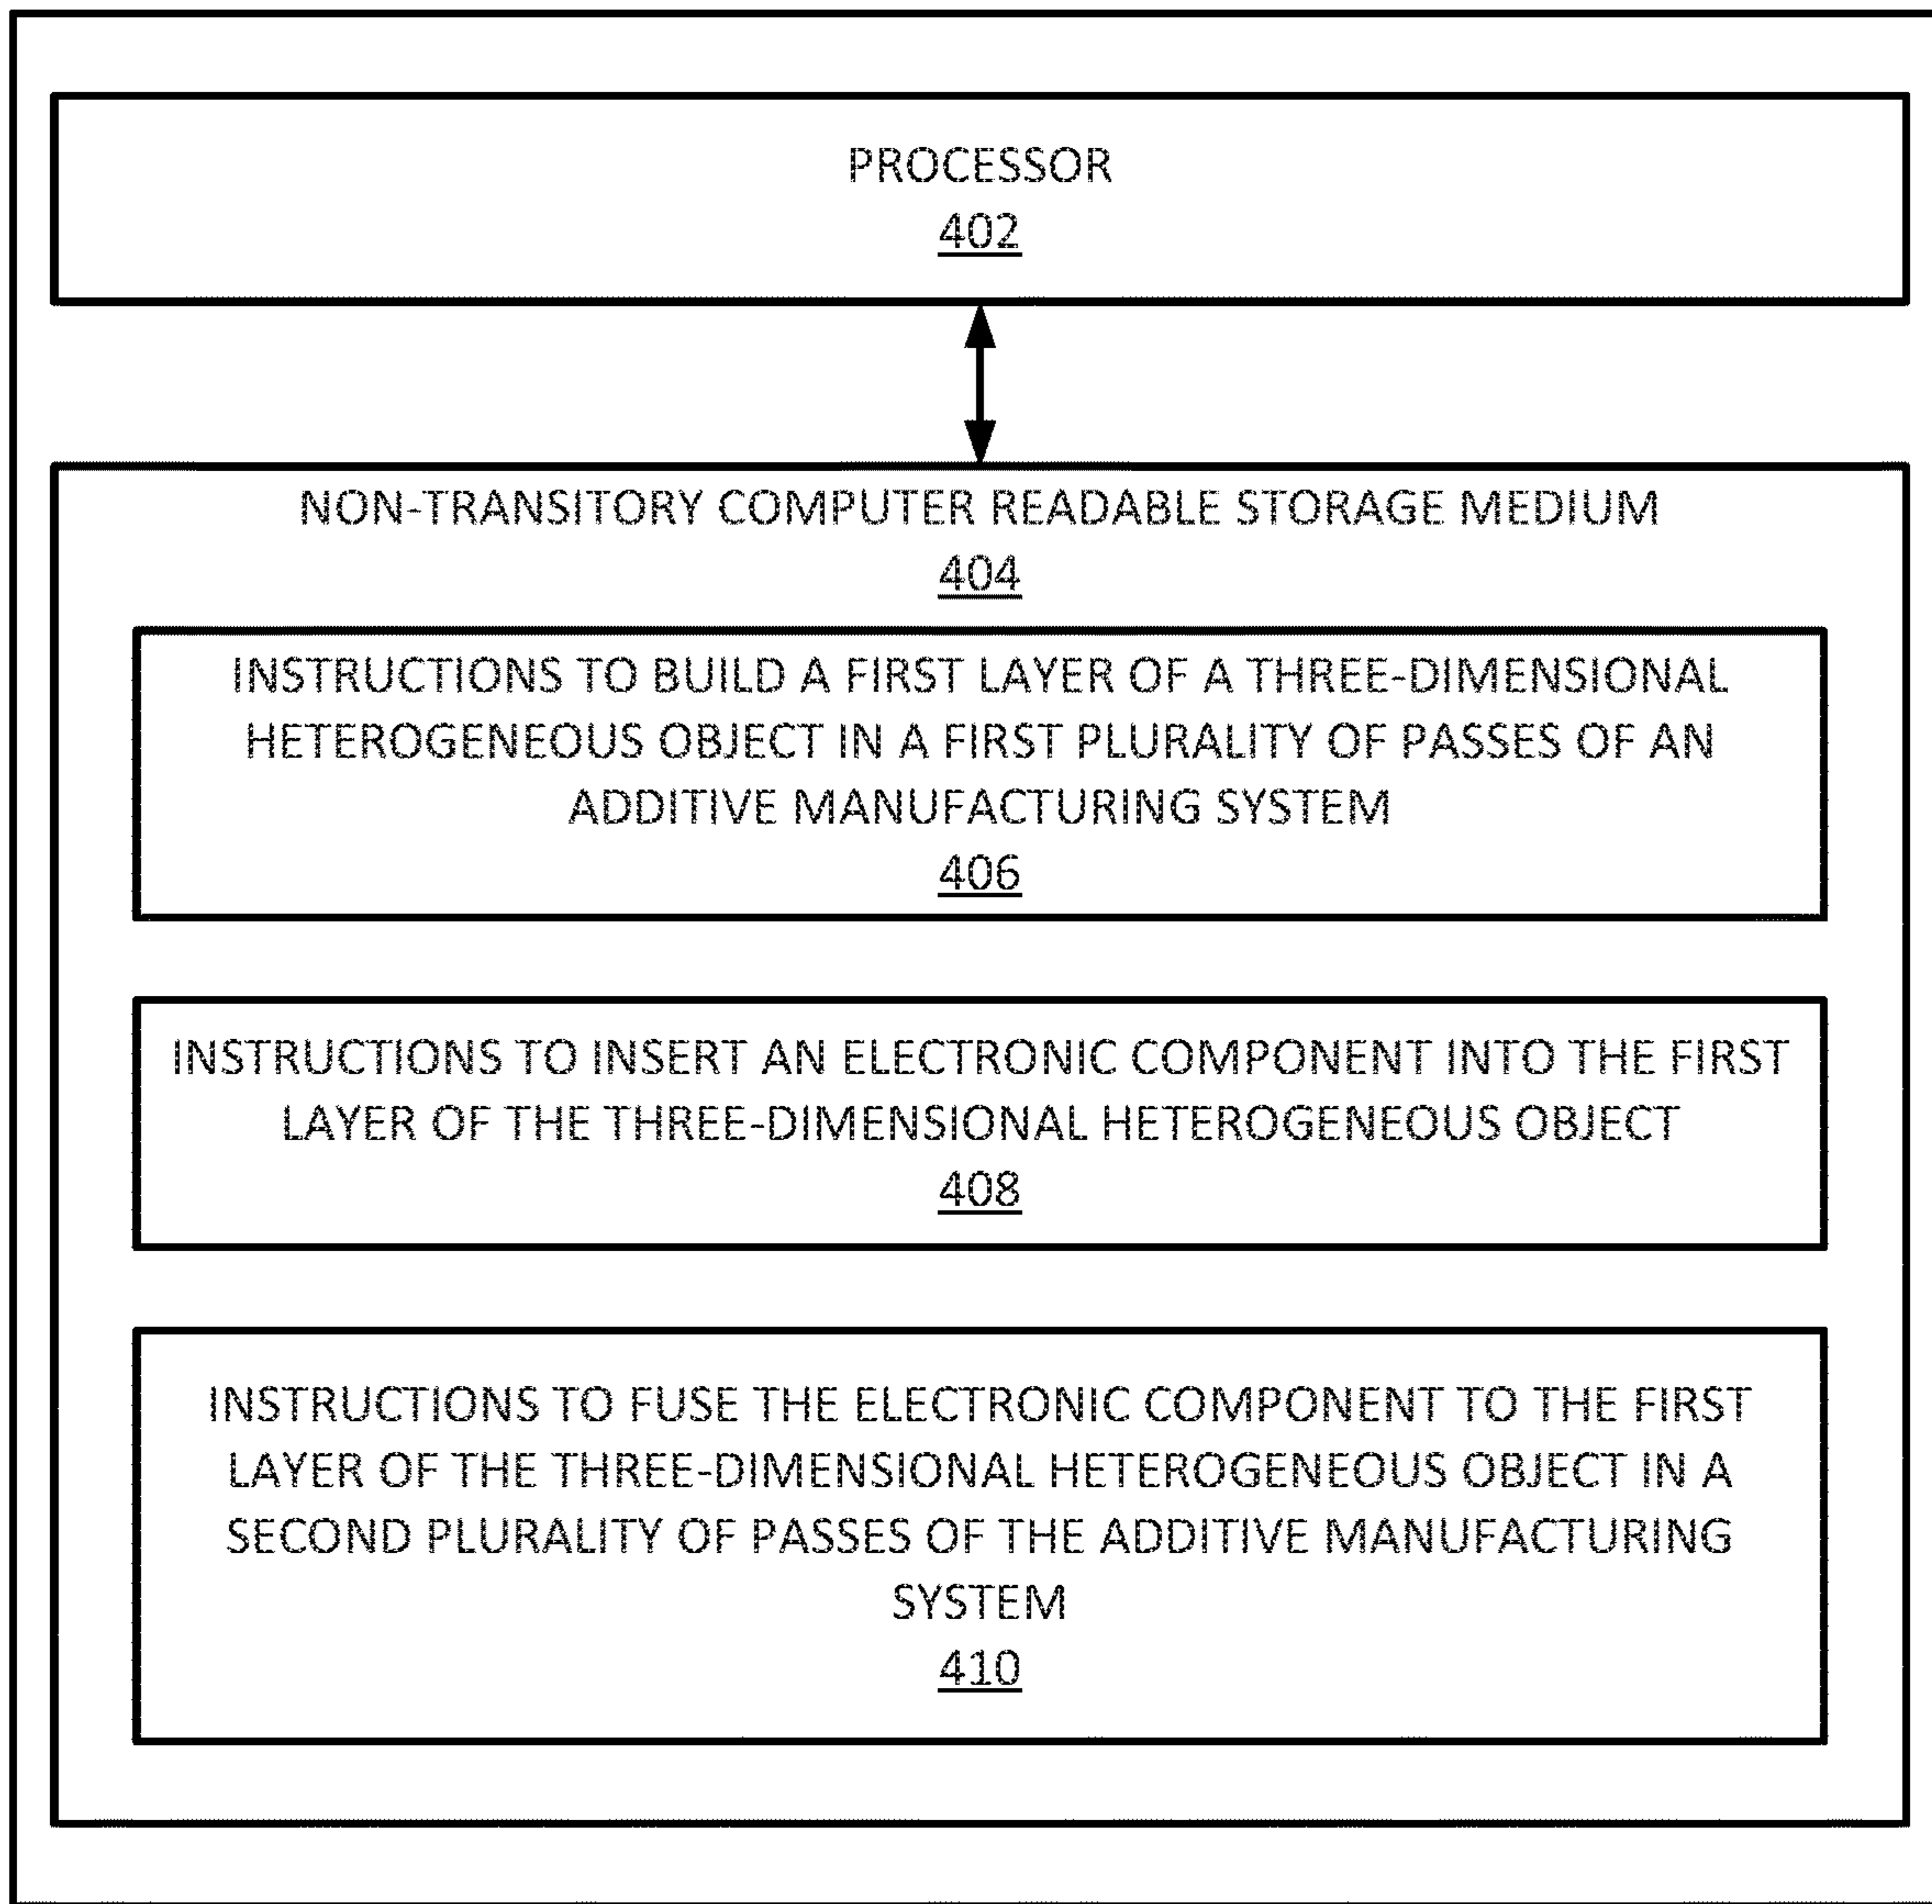 PROCESSOR
402
NON-TRANSITORY COMPUTER READABLE STORAGE MEDIUM
404
INSTRUCTIONS TO BUILD A FIRST LAYER OF A THREE-DIMENSIONAL
HETEROGENEOUS OBJECT IN A FIRST PLURALITY OF PASSES OF AN
ADDITIVE MANUFACTURING SYSTEM
406
INSTRUCTIONS TO INSERT AN ELECTRONIC COMPONENT INTO THE FIRST
LAYER OF THE THREE-DIMENSIONAL HETEROGENEOUS OBJECT
408
INSTRUCTIONS TO FUSE THE ELECTRONIC COMPONENT TO THE FIRST
LAYER OF THE THREE-DIMENSIONAL HETEROGENEOUS OBJECT IN A
SECOND PLURALITY OF PASSES OF THE ADDITIVE MANUFACTURING
SYSTEM
410